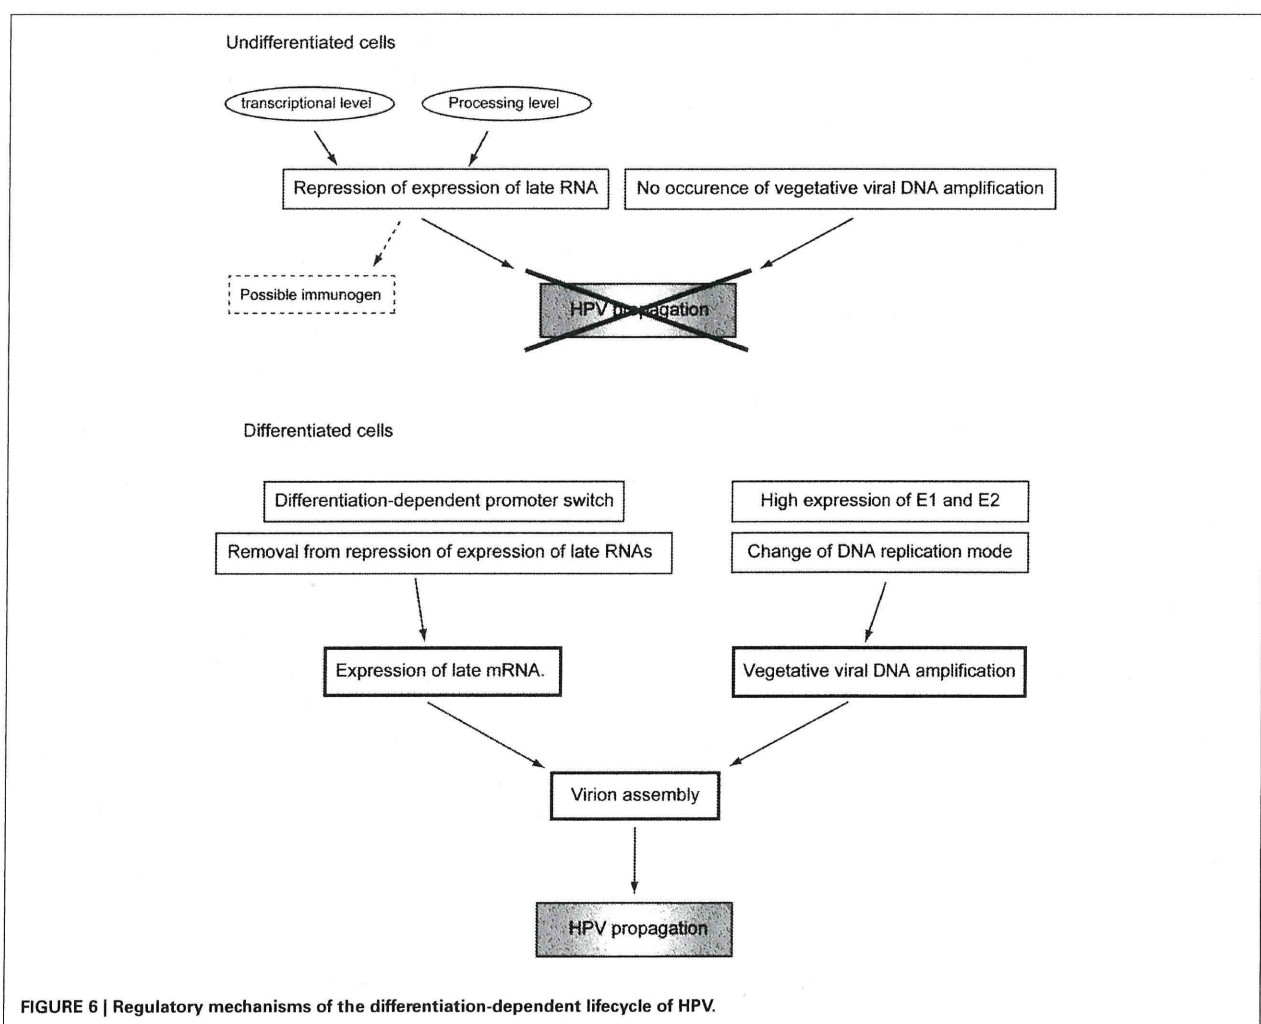 Undifferentiated cells
transcriptional level
Processing level
Repression of expression of late RNA
No occurence of vegetative viral DNA amplification
Possible immunogen
HPV propagation
Differentiated cells
Differentiation-dependent promoter switch
High expression of E1 and E2
Removal from repression of expression of late RNAs
Change of DNA replication mode
Expression of late mRNA.
Vegetative viral DNA amplification
Virion assembly
HPV propagation
FIGURE 6 | Regulatory mechanisms of the differentiation-dependent lifecycle of HPV.